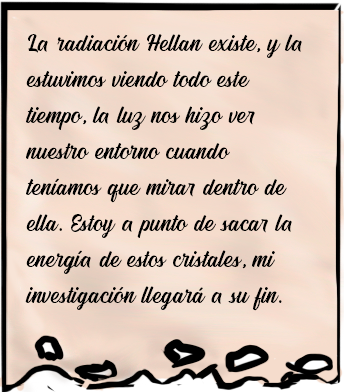 La radiación Hellan existe, y la
estuvimos viendo todo este
tiempo, la luz nos hizo ver
nuestro entorno cuando
teníamos que mirar dentro de
ella. Estoy a punto de sacar la
energía de estos cristales, mi
investigación llegará a su fin.